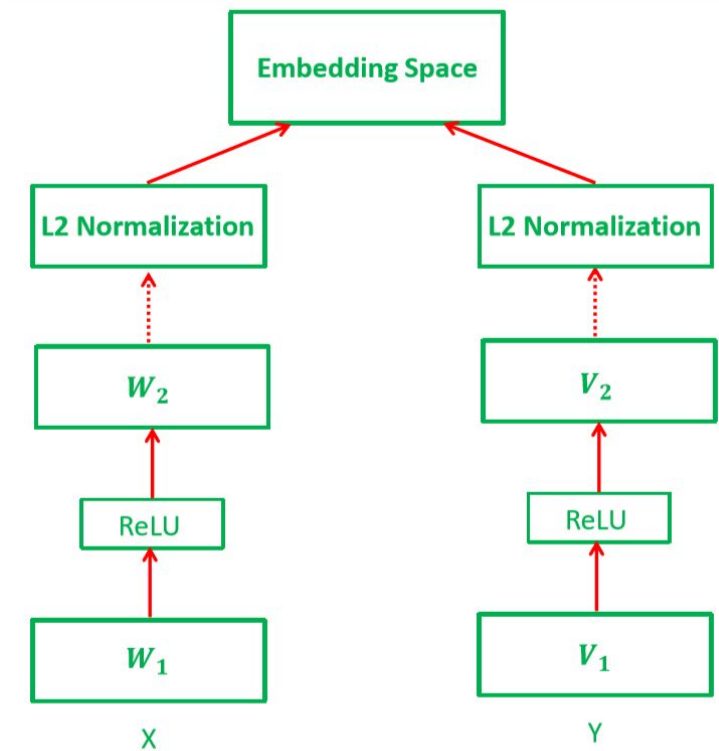 Embedding Space
L2 Normalization
L2 Normalization
W₂
V₂
ReLU
ReLU
W₁
V₁
X
Y